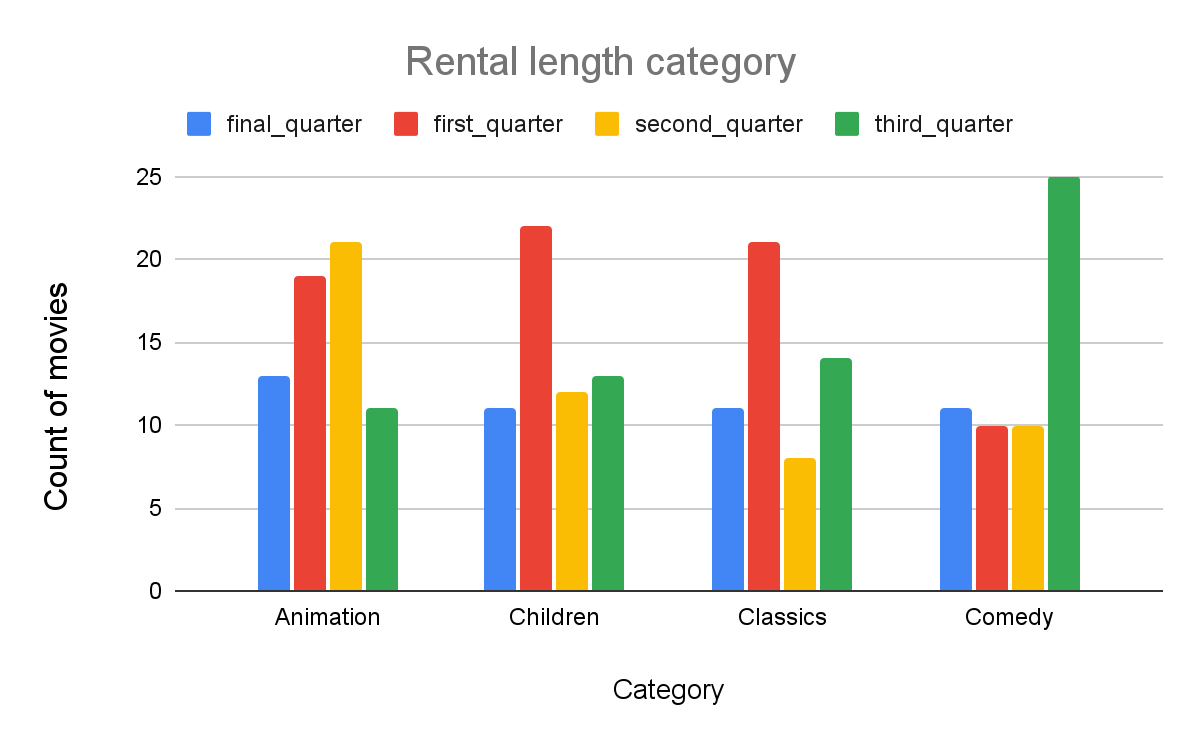 Rental length category
final_quarter first_quarter second_quarter third_quarter
25
20
15
10
5
0
Count of movies
Animation Children Classics Comedy
Category